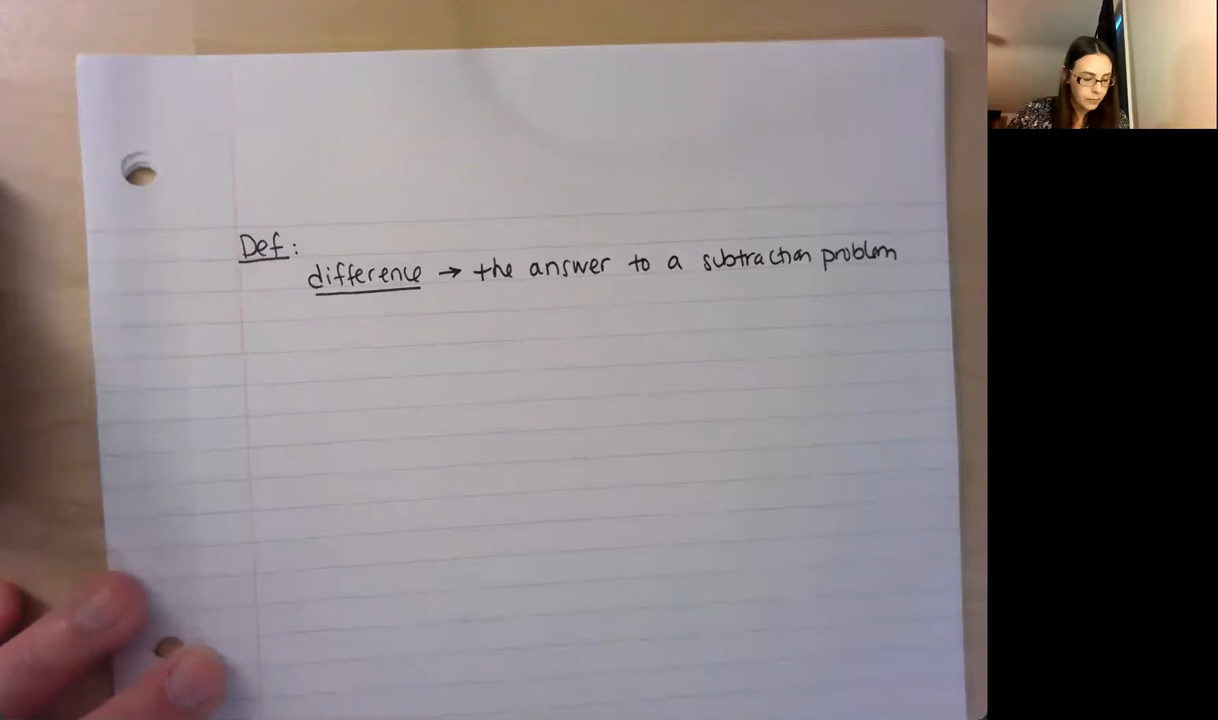 Def:
difference → the answer to a subtraction problem